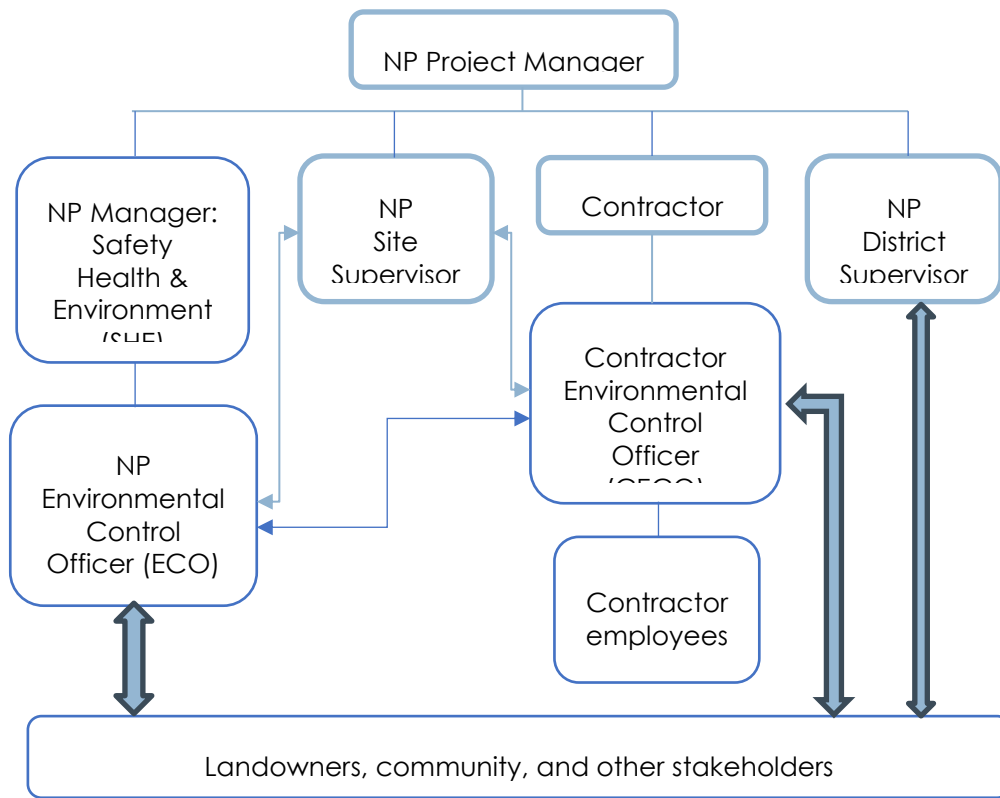 NP Project Manager
NP Manager:
Safety
Health &
Environment
(SHE)
NP
Site
Supervisor
Contractor
NP
District
Supervisor
Contractor
Environmental
Control
Officer
NP
Environmental
Control
Officer (ECO)
Contractor
employees
Landowners, community, and other stakeholders